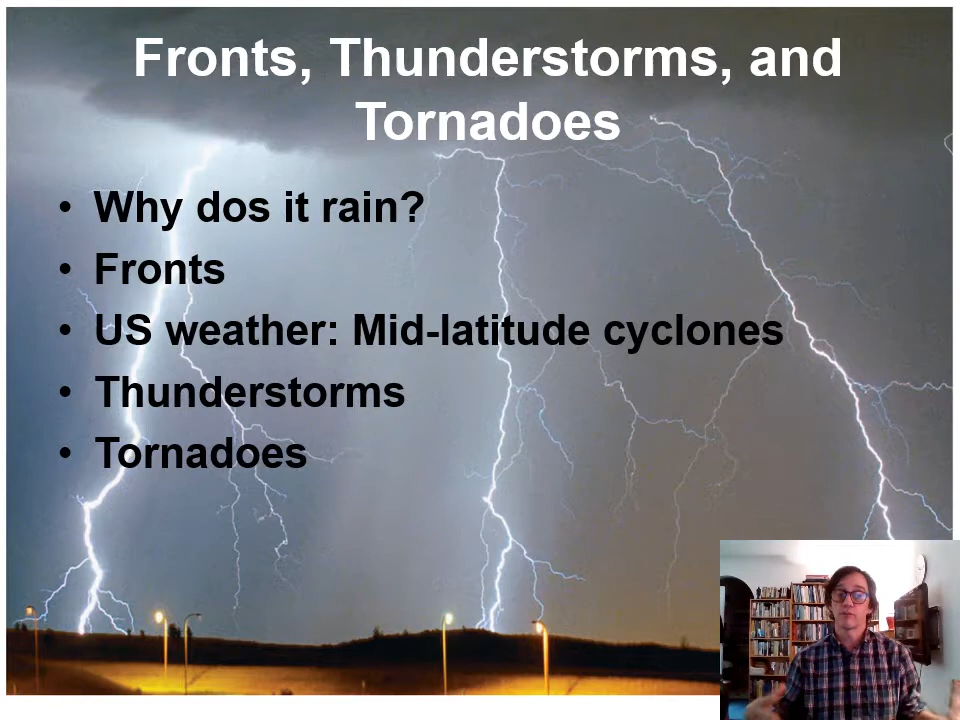 Fronts, Thunderstorms, and
Tornadoes
• Why dos it rain?
• Fronts
• US weather: Mid-latitude cyclones
• Thunderstorms
• Tornadoes